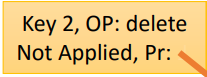 Key 2, OP: delete
Not Applied, Pr: